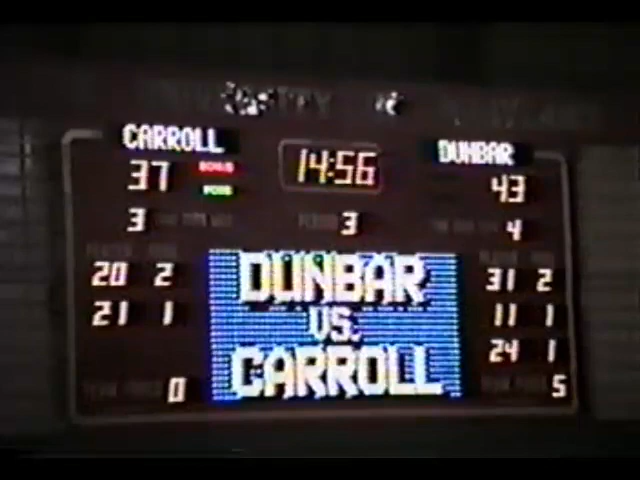 CARROLL
DUNBAR
37 BONUS 14:56 43
POSS
3 PERIOD 3 4
DUNBAR
VS.
CARROLL
20 2
21 1
31 2
11 1
24 1
0
5